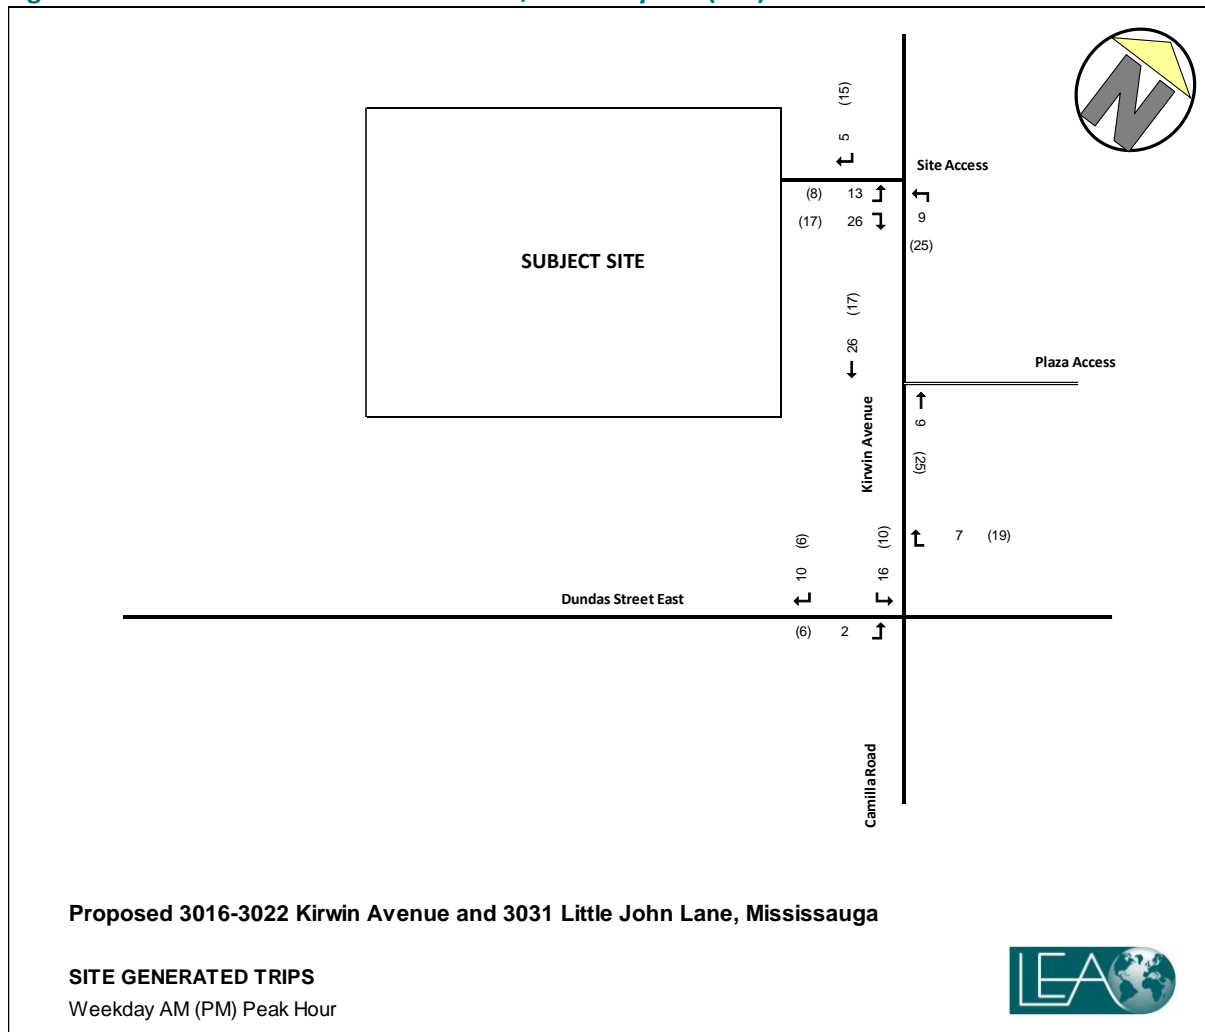 N
(15)
5
Site Access
(8) 13
9
(17) 26
(25)
SUBJECT SITE
(17)
26
Plaza Access
Kirwin Avenue
9
(25)
(6)
10
(10)
16
7 (19)
Dundas Street East
(6) 2
Camilla Road
Proposed 3016-3022 Kirwin Avenue and 3031 Little John Lane, Mississauga
SITE GENERATED TRIPS
Weekday AM (PM) Peak Hour
LEA